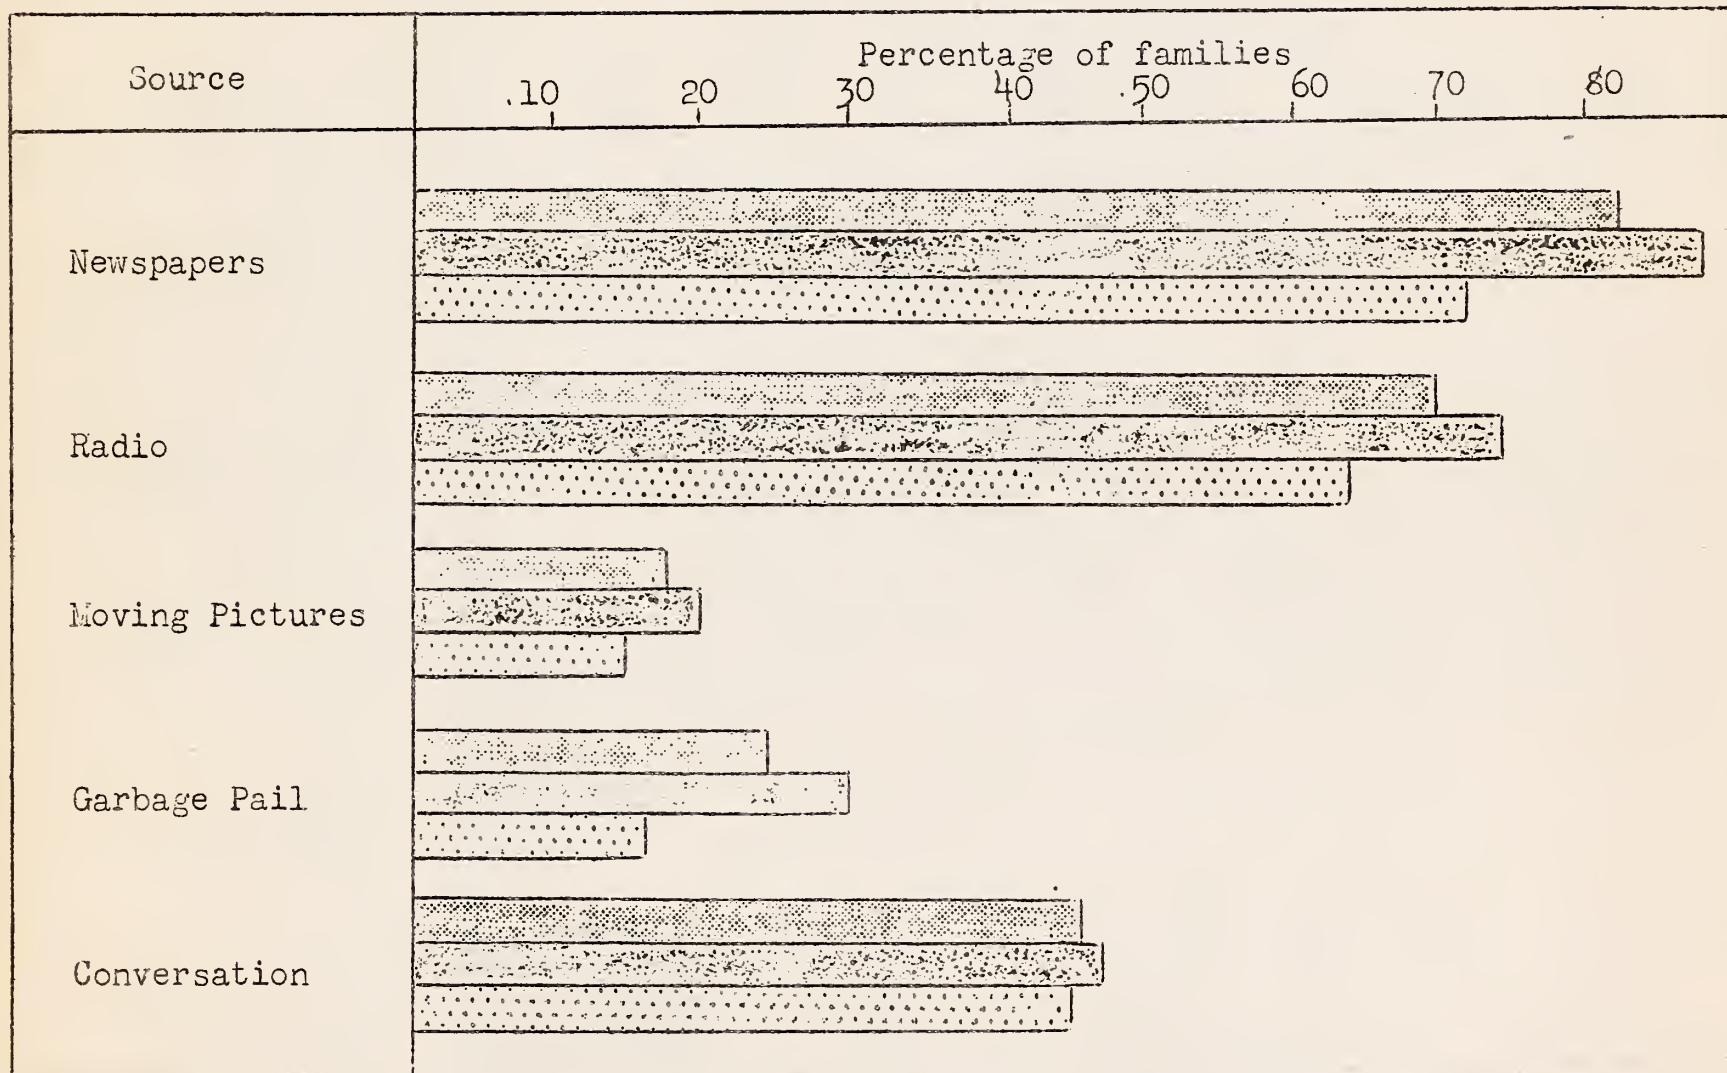 Percentage of families
Source .10 20 30 40 .50 60 70 80
Newspapers
Radio
Moving Pictures
Garbage Pail
Conversation